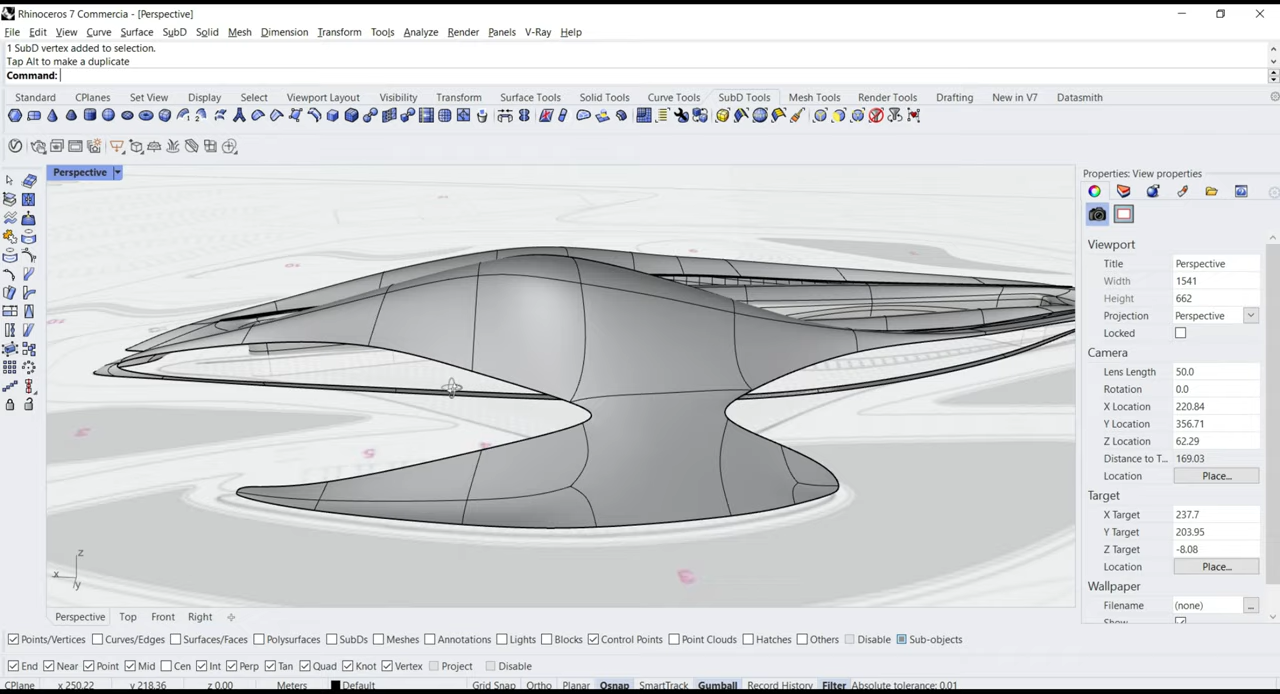 Rhinoceros 7 Commercia - [Perspective]
File Edit View Curve Surface SubD Solid Mesh Dimension Transform Tools Analyze Render Panels V-Ray Help
1 SubD vertex added to selection.
Tap Alt to make a duplicate
Command:
Standard CPlanes Set View Display Select Viewport Layout Visibility Transform Surface Tools Solid Tools Curve Tools SubD Tools Mesh Tools Render Tools Drafting New in V7 Datasmith
Perspective
Properties: View properties
Viewport
Title Perspective
Width 1541
Height 662
Projection Perspective
Locked
Camera
Lens Length 50.0
Rotation 0.0
X Location 220.84
Y Location 356.71
Z Location 62.29
Distance to T... 169.03
Location Place...
Target
X Target 237.7
Y Target 203.95
Z Target -8.08
Location Place...
Wallpaper
Filename (none) ...
Show
3
5
4
3
z
x
y
Perspective Top Front Right
Points/Vertices Curves/Edges Surfaces/Faces Polysurfaces SubDs Meshes Annotations Lights Blocks Control Points Point Clouds Hatches Others Disable Sub-objects
End Near Point Mid Cen Int Perp Tan Quad Knot Vertex Project Disable
CPlane x 250.22 y 218.36 z 0.00 Meters Default Grid Snap Ortho Planar Osnap SmartTrack Gumball Record History Filter Absolute tolerance: 0.01